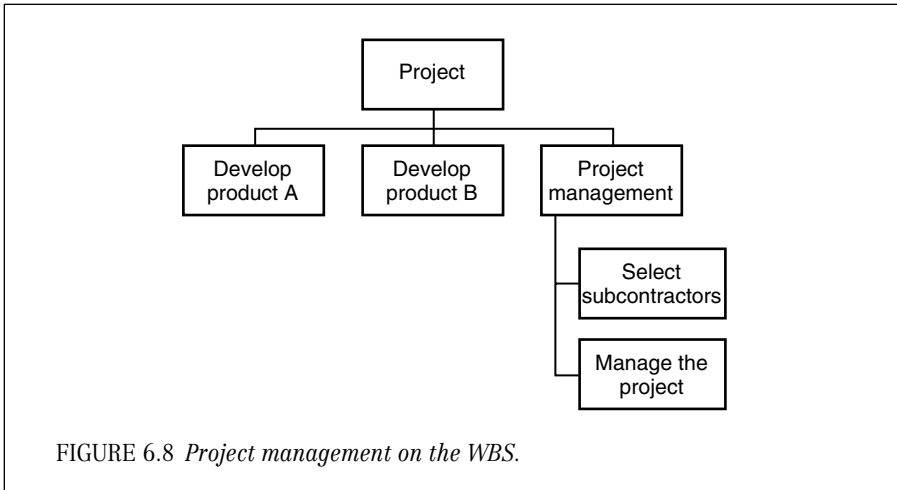 Project
Develop
product A
Develop
product B
Project
management
Select
subcontractors
Manage the
project
FIGURE 6.8 Project management on the WBS.